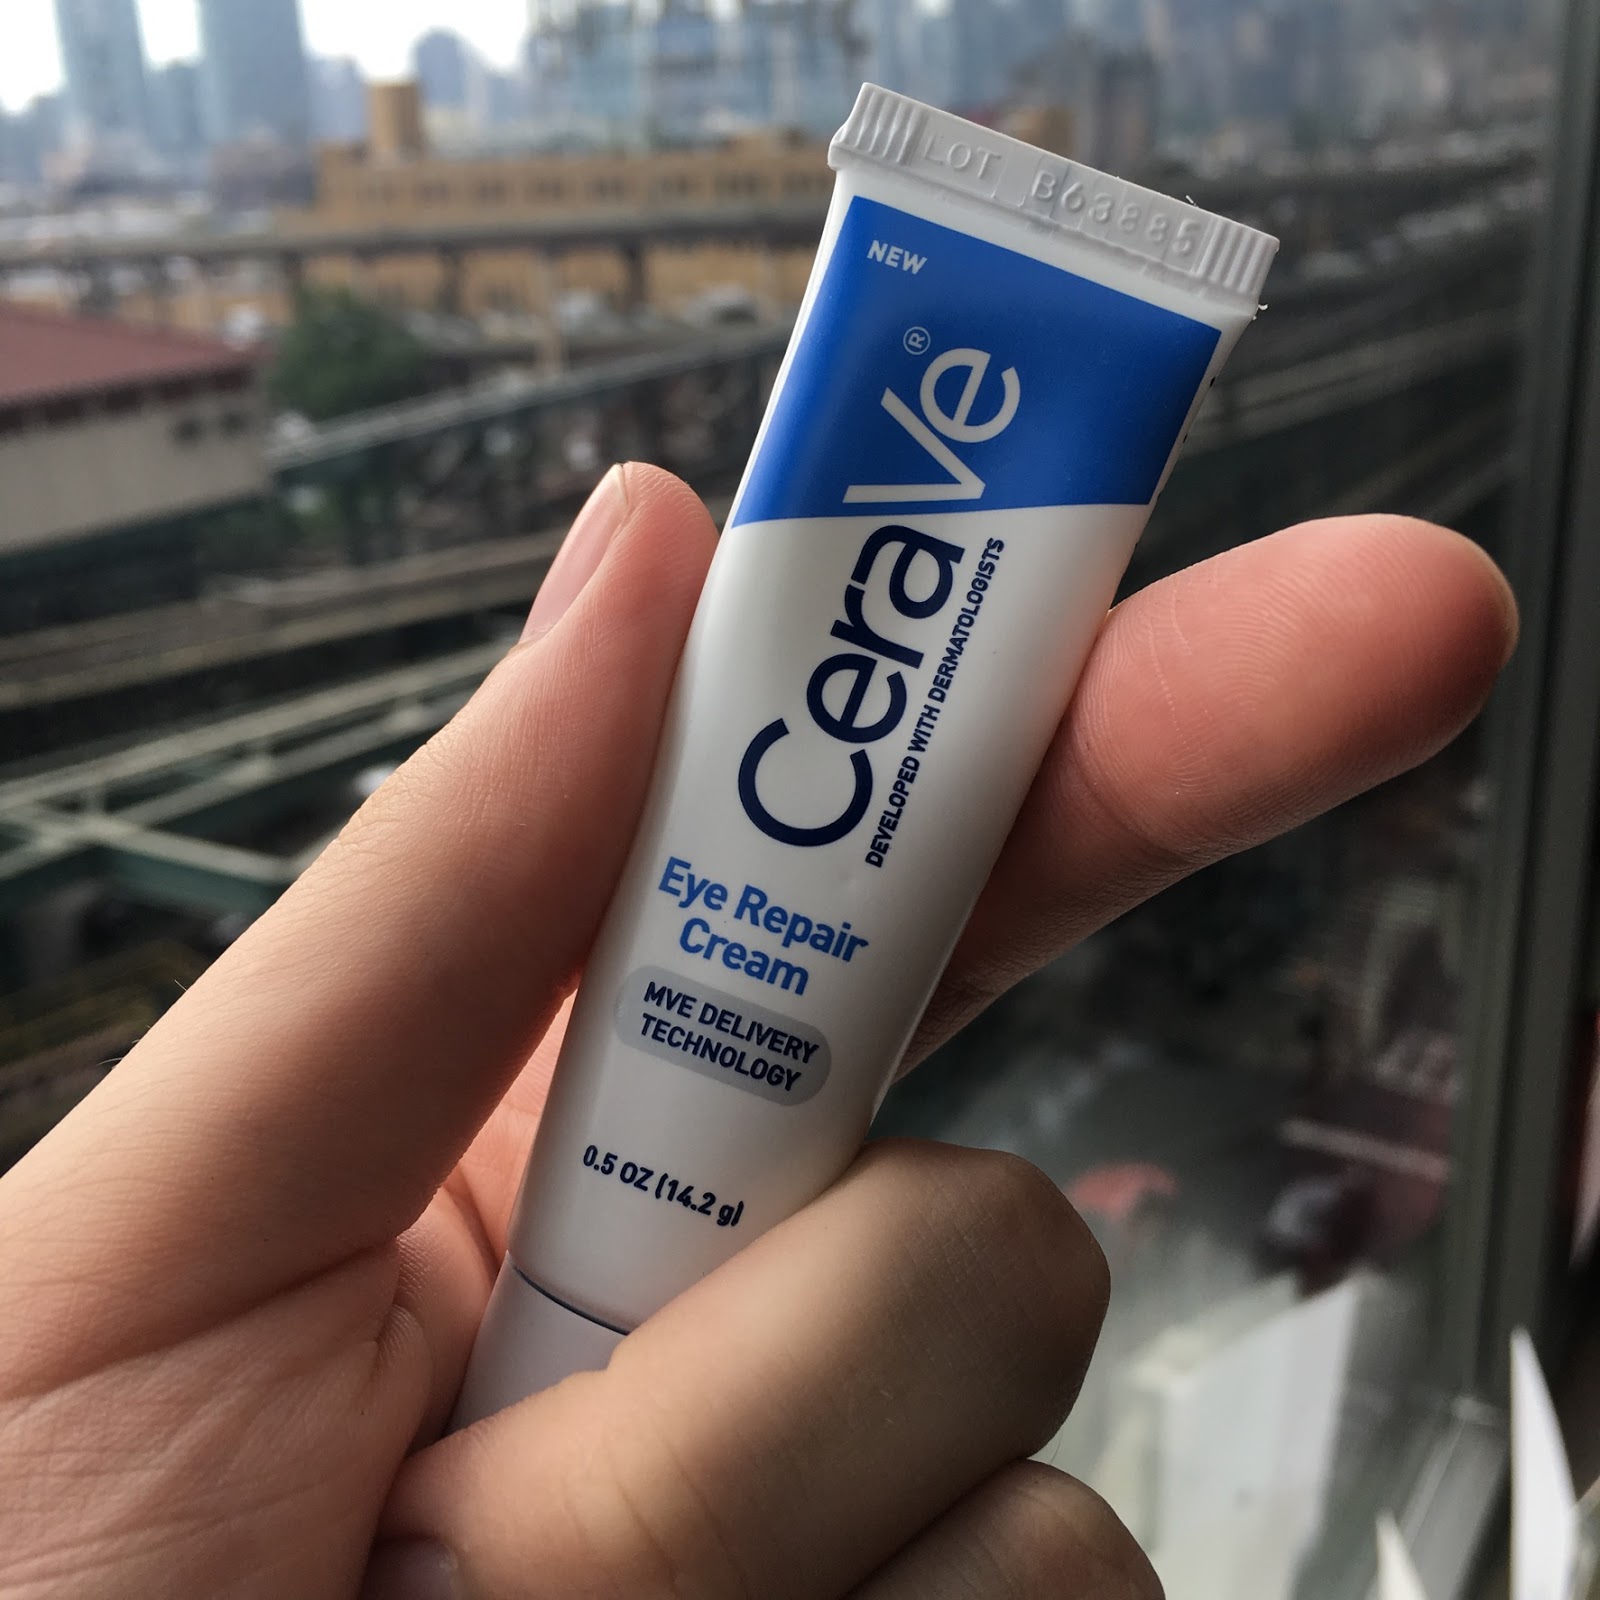 LOT B63885
NEW
CeraVe®
DEVELOPED WITH DERMATOLOGISTS
Eye Repair
Cream
MVE DELIVERY
TECHNOLOGY
0.5 OZ (14.2 g)